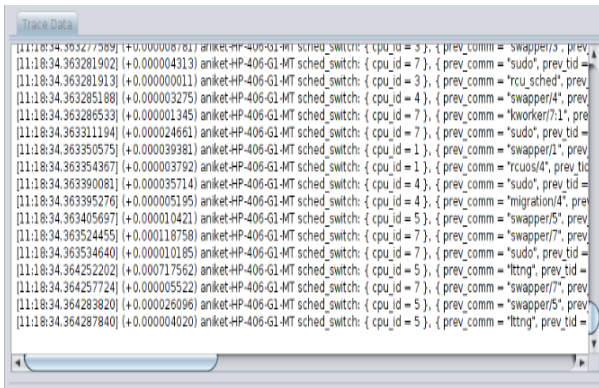 Trace Data
[11:18:34.363277589] (+0.000008781) aniket-HP-406-G1-MT sched_switch: { cpu_id = 3 }, { prev_comm = "swapper/3", prev_
[11:18:34.363281902] (+0.000004313) aniket-HP-406-G1-MT sched_switch: { cpu_id = 7 }, { prev_comm = "sudo", prev_tid =
[11:18:34.363281913] (+0.000000011) aniket-HP-406-G1-MT sched_switch: { cpu_id = 3 }, { prev_comm = "rcu_sched", prev_
[11:18:34.363285188] (+0.000003275) aniket-HP-406-G1-MT sched_switch: { cpu_id = 4 }, { prev_comm = "swapper/4", prev_
[11:18:34.363286533] (+0.000001345) aniket-HP-406-G1-MT sched_switch: { cpu_id = 7 }, { prev_comm = "kworker/7:1", pre
[11:18:34.363311194] (+0.000024661) aniket-HP-406-G1-MT sched_switch: { cpu_id = 7 }, { prev_comm = "sudo", prev_tid =
[11:18:34.363350575] (+0.000039381) aniket-HP-406-G1-MT sched_switch: { cpu_id = 1 }, { prev_comm = "swapper/1", prev_
[11:18:34.363354367] (+0.000003792) aniket-HP-406-G1-MT sched_switch: { cpu_id = 1 }, { prev_comm = "rcuos/4", prev_tid
[11:18:34.363390081] (+0.000035714) aniket-HP-406-G1-MT sched_switch: { cpu_id = 4 }, { prev_comm = "sudo", prev_tid =
[11:18:34.363395276] (+0.000005195) aniket-HP-406-G1-MT sched_switch: { cpu_id = 4 }, { prev_comm = "migration/4", prev
[11:18:34.363405697] (+0.000010421) aniket-HP-406-G1-MT sched_switch: { cpu_id = 5 }, { prev_comm = "swapper/5", prev_
[11:18:34.363524455] (+0.000118758) aniket-HP-406-G1-MT sched_switch: { cpu_id = 7 }, { prev_comm = "swapper/7", prev_
[11:18:34.363534640] (+0.000010185) aniket-HP-406-G1-MT sched_switch: { cpu_id = 7 }, { prev_comm = "sudo", prev_tid =
[11:18:34.364252202] (+0.000717562) aniket-HP-406-G1-MT sched_switch: { cpu_id = 5 }, { prev_comm = "lttng", prev_tid =
[11:18:34.364257724] (+0.000005522) aniket-HP-406-G1-MT sched_switch: { cpu_id = 7 }, { prev_comm = "swapper/7", prev_
[11:18:34.364283820] (+0.000026096) aniket-HP-406-G1-MT sched_switch: { cpu_id = 5 }, { prev_comm = "swapper/5", prev_
[11:18:34.364287840] (+0.000004020) aniket-HP-406-G1-MT sched_switch: { cpu_id = 5 }, { prev_comm = "lttng", prev_tid =